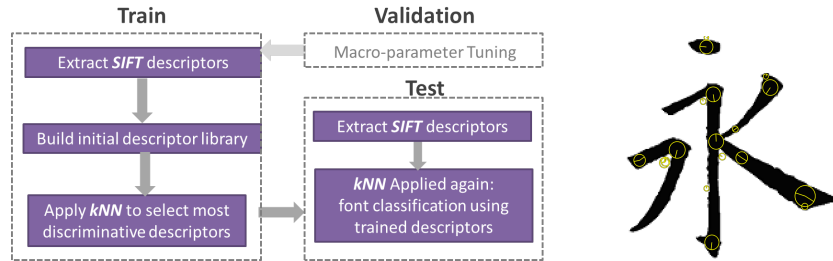 Train
Extract SIFT descriptors
Build initial descriptor library
Apply kNN to select most
discriminative descriptors
Validation
Macro-parameter Tuning
Test
Extract SIFT descriptors
kNN Applied again:
font classification using
trained descriptors
永